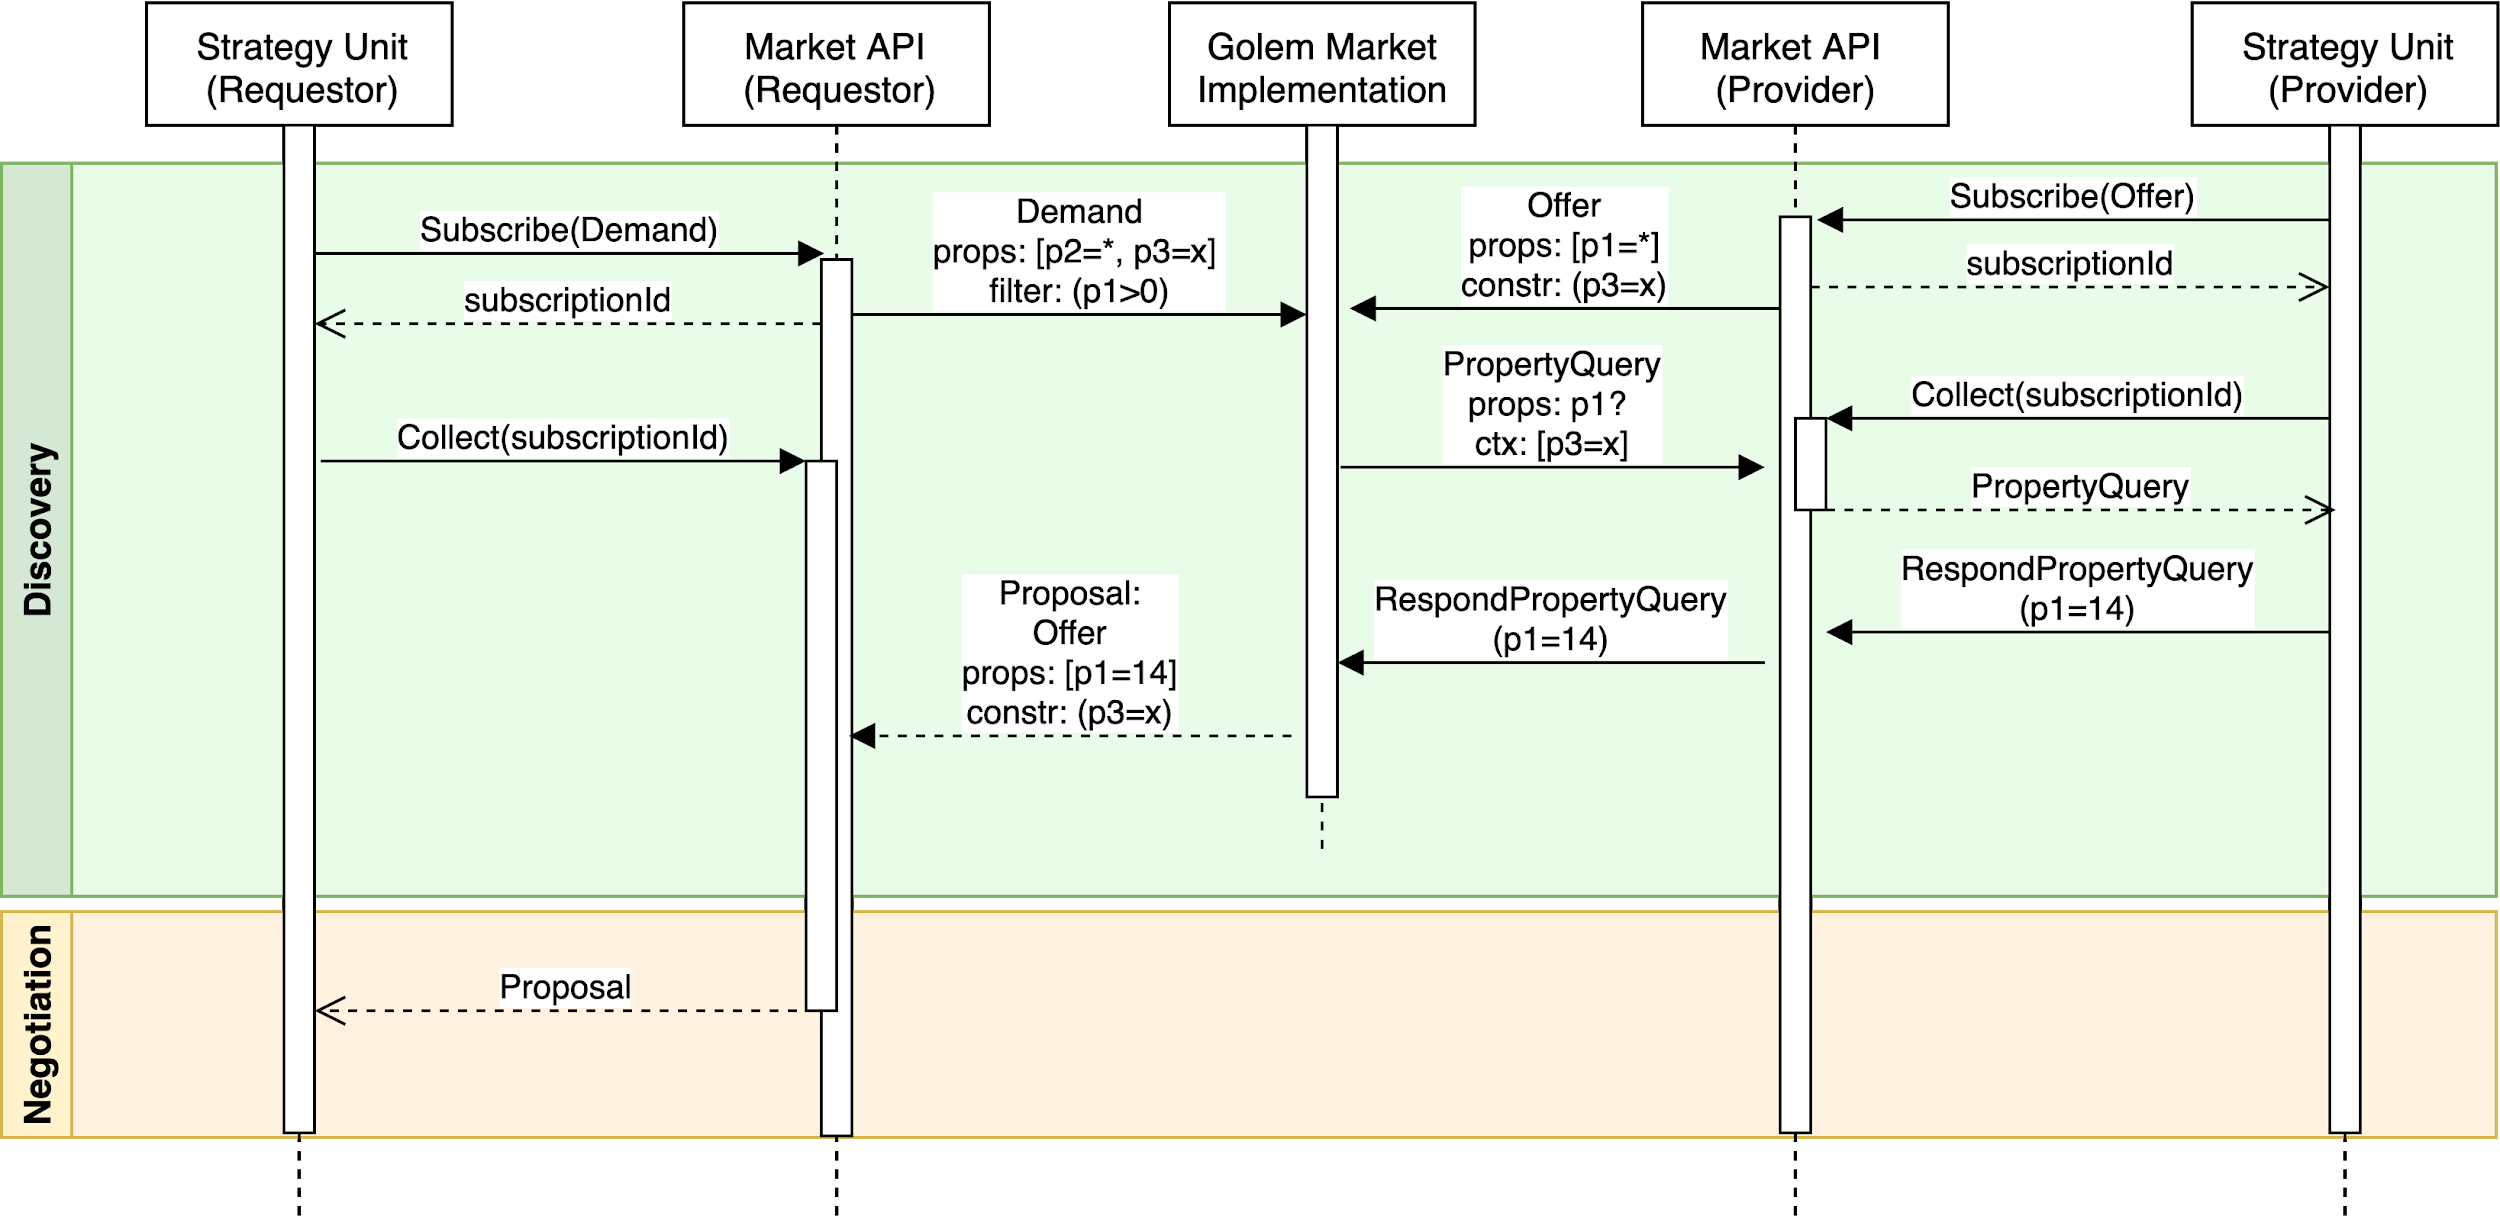 Strategy Unit
(Requestor)
Market API
(Requestor)
Golem Market
Implementation
Market API
(Provider)
Strategy Unit
(Provider)
Discovery
Subscribe(Demand)
subscriptionId
Collect(subscriptionId)
Demand
props: [p2=*, p3=x]
filter: (p1>0)
Offer
props: [p1=*]
constr: (p3=x)
Subscribe(Offer)
subscriptionId
PropertyQuery
props: p1?
ctx: [p3=x]
Collect(subscriptionId)
PropertyQuery
RespondPropertyQuery
(p1=14)
RespondPropertyQuery
(p1=14)
Proposal:
Offer
props: [p1=14]
constr: (p3=x)
Negotiation
Proposal